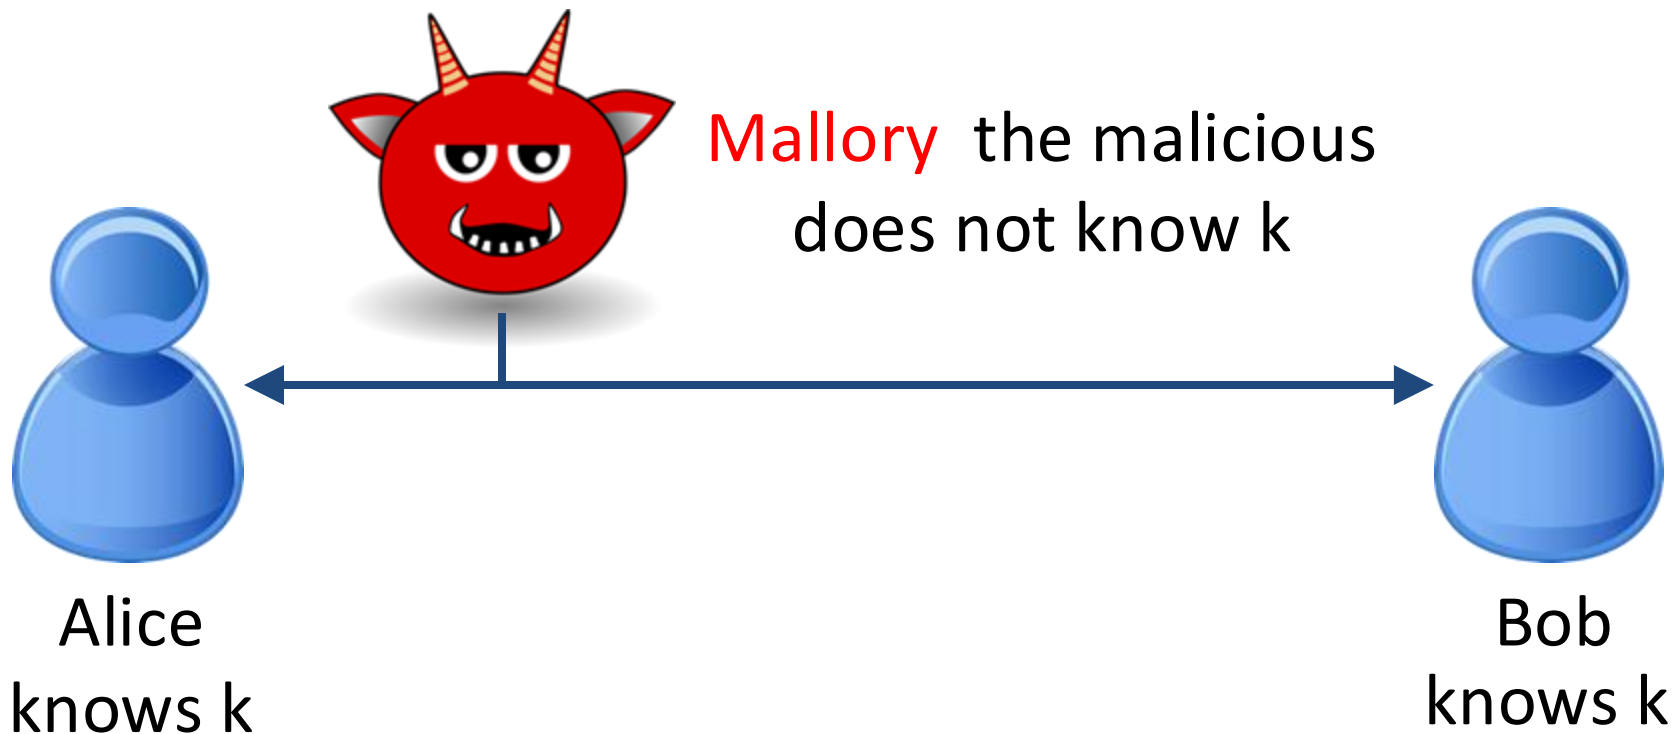 Mallory the malicious
does not know k
Alice
knows k
Bob
knows k